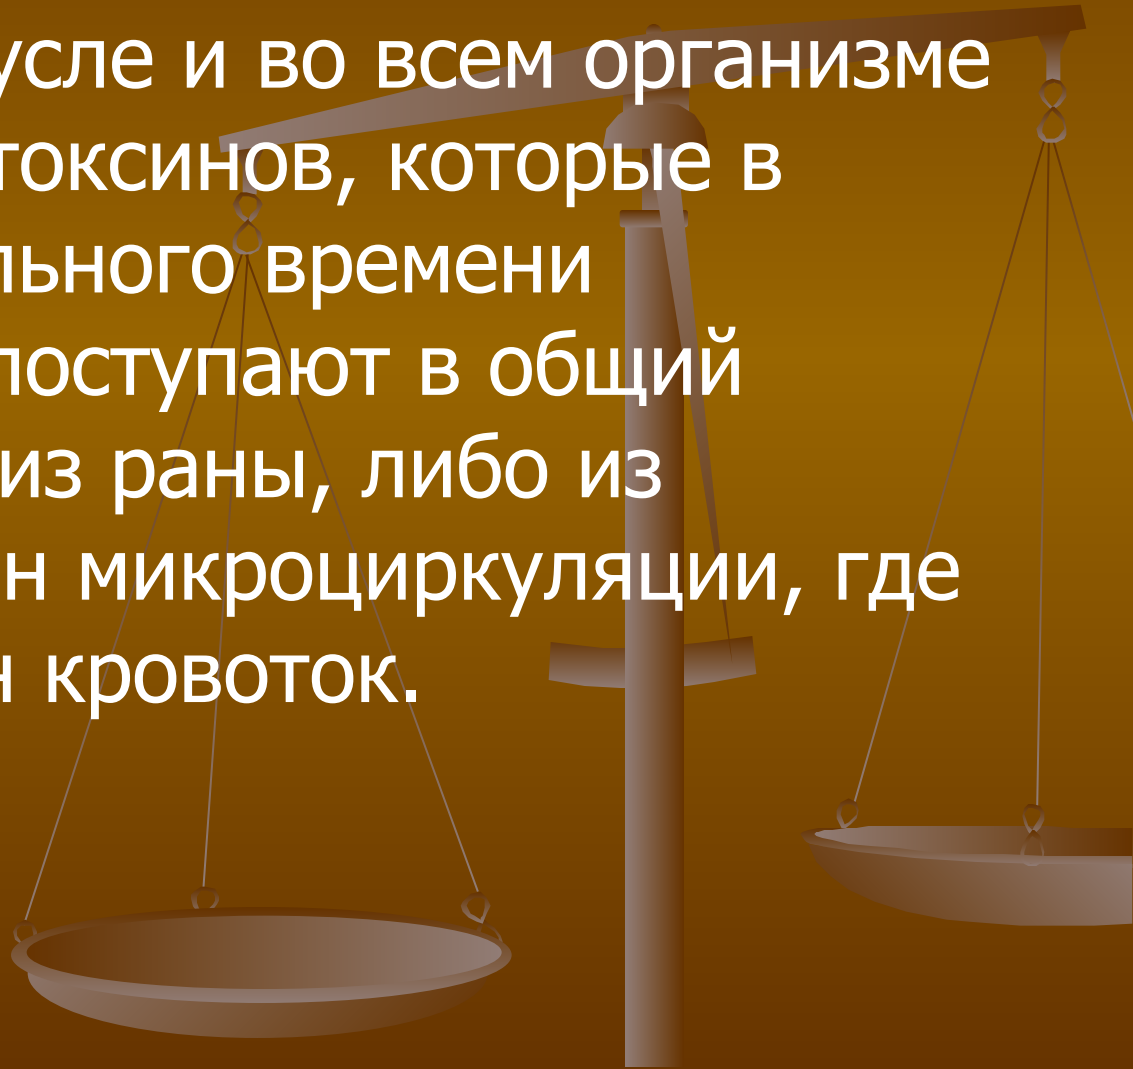 усле и во всем организме
токсинов, которые в
льного времени
поступают в общий
из раны, либо из
н микроциркуляции, где
н кровоток.